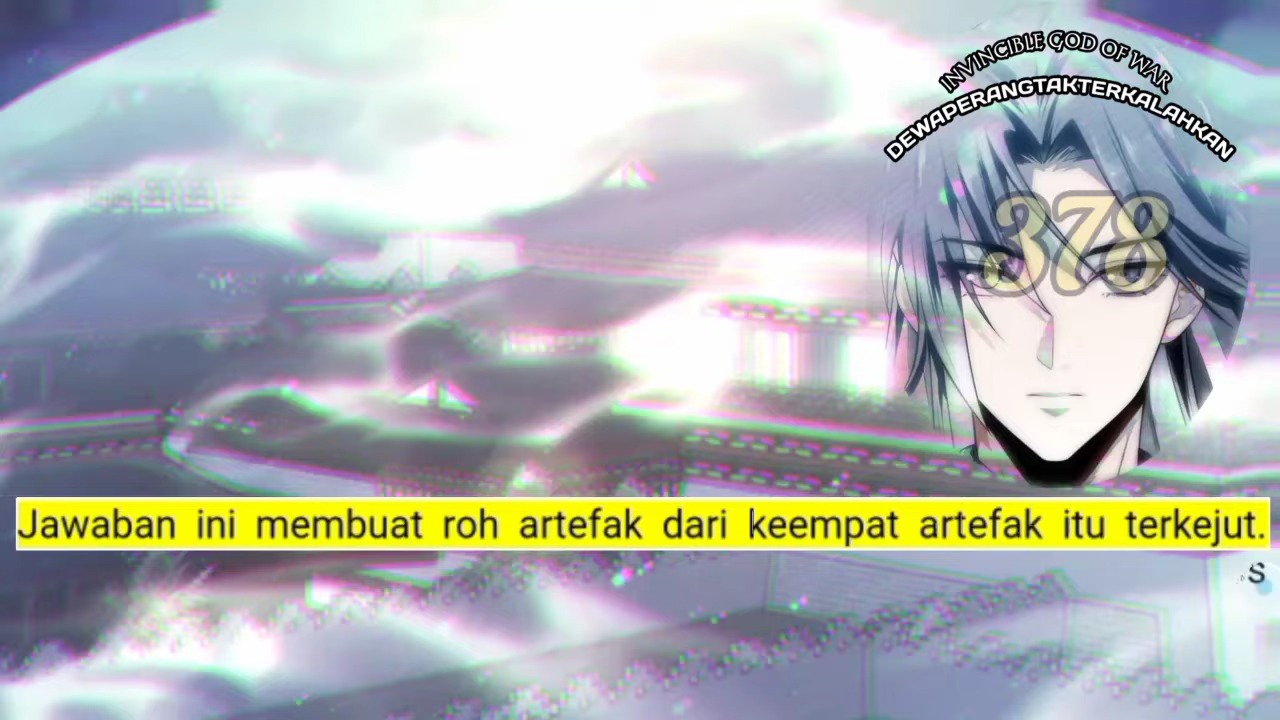 INVINCIBLE GOD OF WAR
DEWAPERANGTAKTERKALAHKAN
378
Jawaban ini membuat roh artefak dari keempat artefak itu terkejut.
S